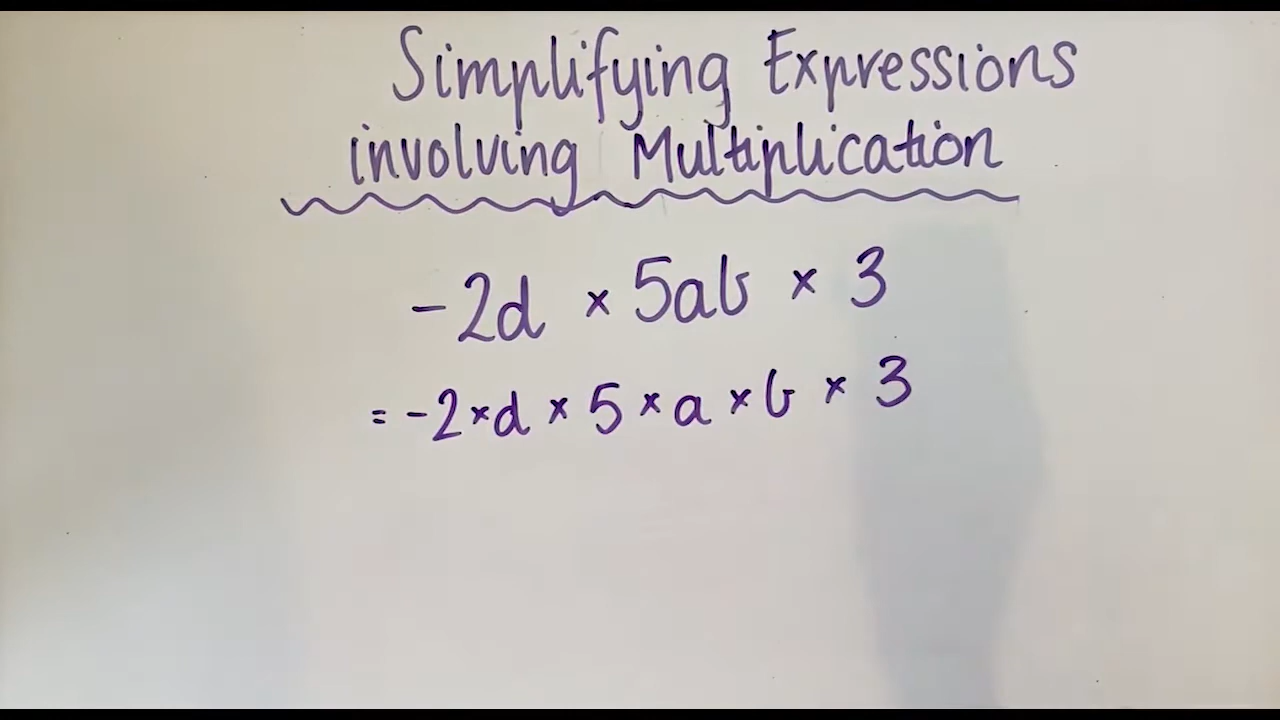 Simplifying Expressions
involving Multiplication
-2d × 5ab × 3
= -2 × d × 5 × a × b × 3